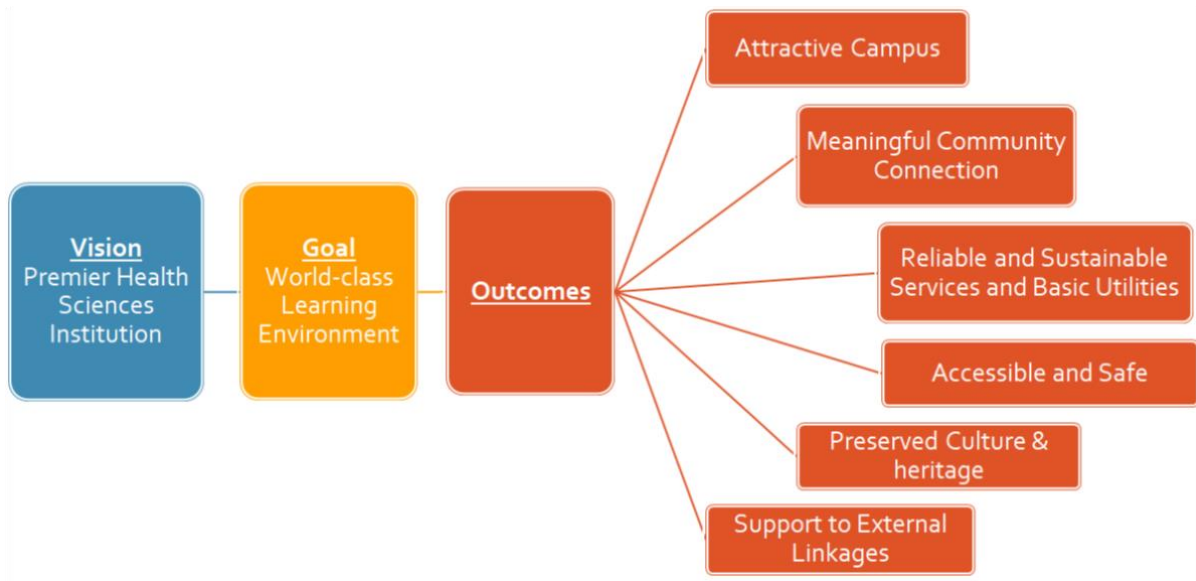 Vision
Premier Health
Sciences
Institution
Goal
World-class
Learning
Environment
Outcomes
Attractive Campus
Meaningful Community
Connection
Reliable and Sustainable
Services and Basic Utilities
Accessible and Safe
Preserved Culture &
heritage
Support to External
Linkages